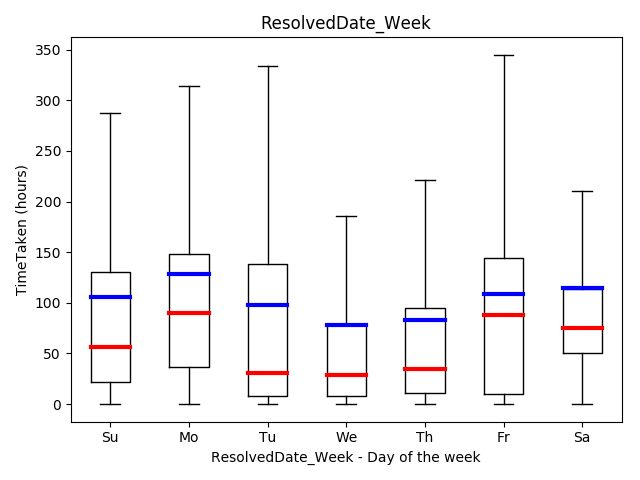 ResolvedDate_Week
TimeTaken (hours)
350
300
250
200
150
100
50
0
Su Mo Tu We Th Fr Sa
ResolvedDate_Week - Day of the week